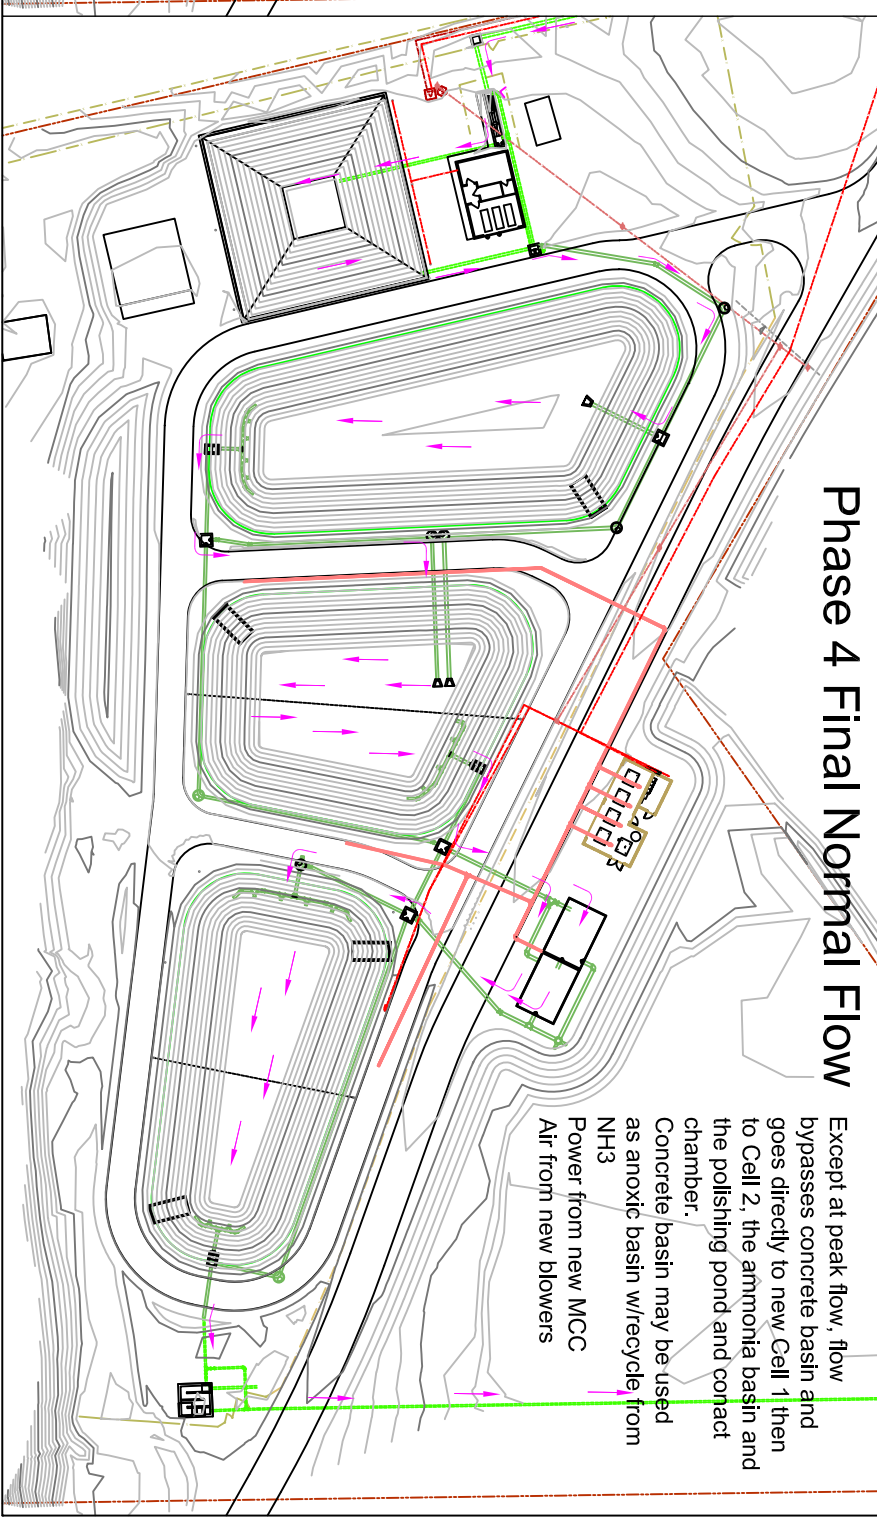 Phase 4 Final Normal Flow
Except at peak flow, flow
bypasses concrete basin and
goes directly to new Cell 1 then
to Cell 2, the ammonia basin and
the polishing pond and contact
chamber.
Concrete basin may be used
as anoxic basin w/recycle from
NH3
Power from new MCC
Air from new blowers